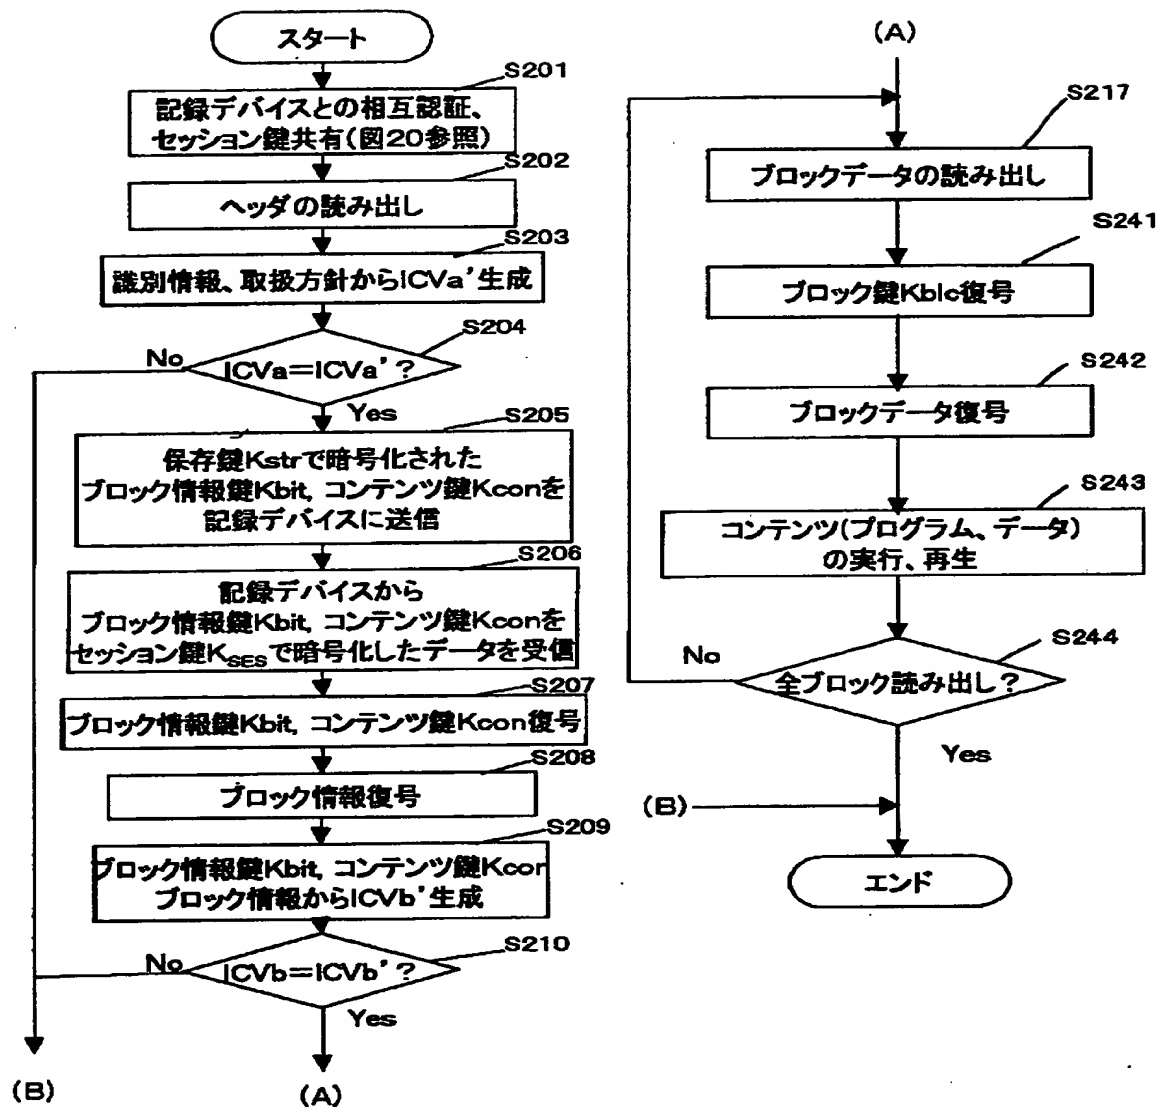 スタート
S201
記録デバイスとの相互認証、
セッション鍵共有(図20参照)
S202
ヘッダの読み出し
S203
識別情報、取扱方針からICVa'生成
S204
No
ICVa=ICVa'?
Yes
S205
保存鍵Kstrで暗号化された
ブロック情報鍵Kbit, コンテンツ鍵Kconを
記録デバイスに送信
S206
記録デバイスから
ブロック情報鍵Kbit, コンテンツ鍵Kconを
セッション鍵KSESで暗号化したデータを受信
S207
ブロック情報鍵Kbit, コンテンツ鍵Kcon復号
S208
ブロック情報復号
S209
ブロック情報鍵Kbit, コンテンツ鍵Kcon
ブロック情報からICVb'生成
S210
No
ICVb=ICVb'?
Yes
(B)
(A)
(A)
S217
ブロックデータの読み出し
S241
ブロック鍵Kblc復号
S242
ブロックデータ復号
S243
コンテンツ(プログラム、データ)
の実行、再生
S244
No
全ブロック読み出し?
Yes
(B)
エンド